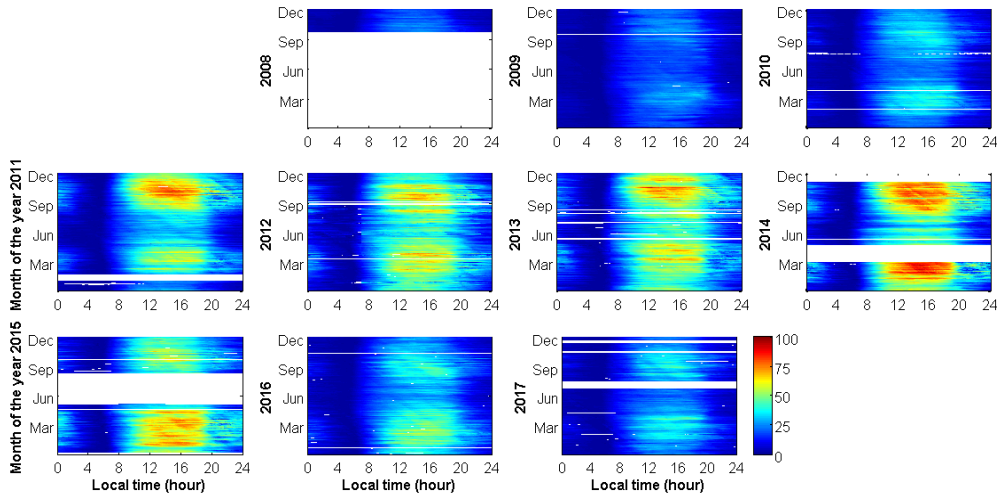 Dec
Sep
Jun
Mar
2008
0 4 8 12 16 20 24
Dec
Sep
Jun
Mar
2009
0 4 8 12 16 20 24
Dec
Sep
Jun
Mar
2010
0 4 8 12 16 20 24
Dec
Sep
Jun
Mar
Month of the year 2011
0 4 8 12 16 20 24
Dec
Sep
Jun
Mar
2012
0 4 8 12 16 20 24
Dec
Sep
Jun
Mar
2013
0 4 8 12 16 20 24
Dec
Sep
Jun
Mar
2014
0 4 8 12 16 20 24
Dec
Sep
Jun
Mar
Month of the year 2015
0 4 8 12 16 20 24
Local time (hour)
Dec
Sep
Jun
Mar
2016
0 4 8 12 16 20 24
Local time (hour)
Dec
Sep
Jun
Mar
2017
0 4 8 12 16 20 24
Local time (hour)
100
75
50
25
0